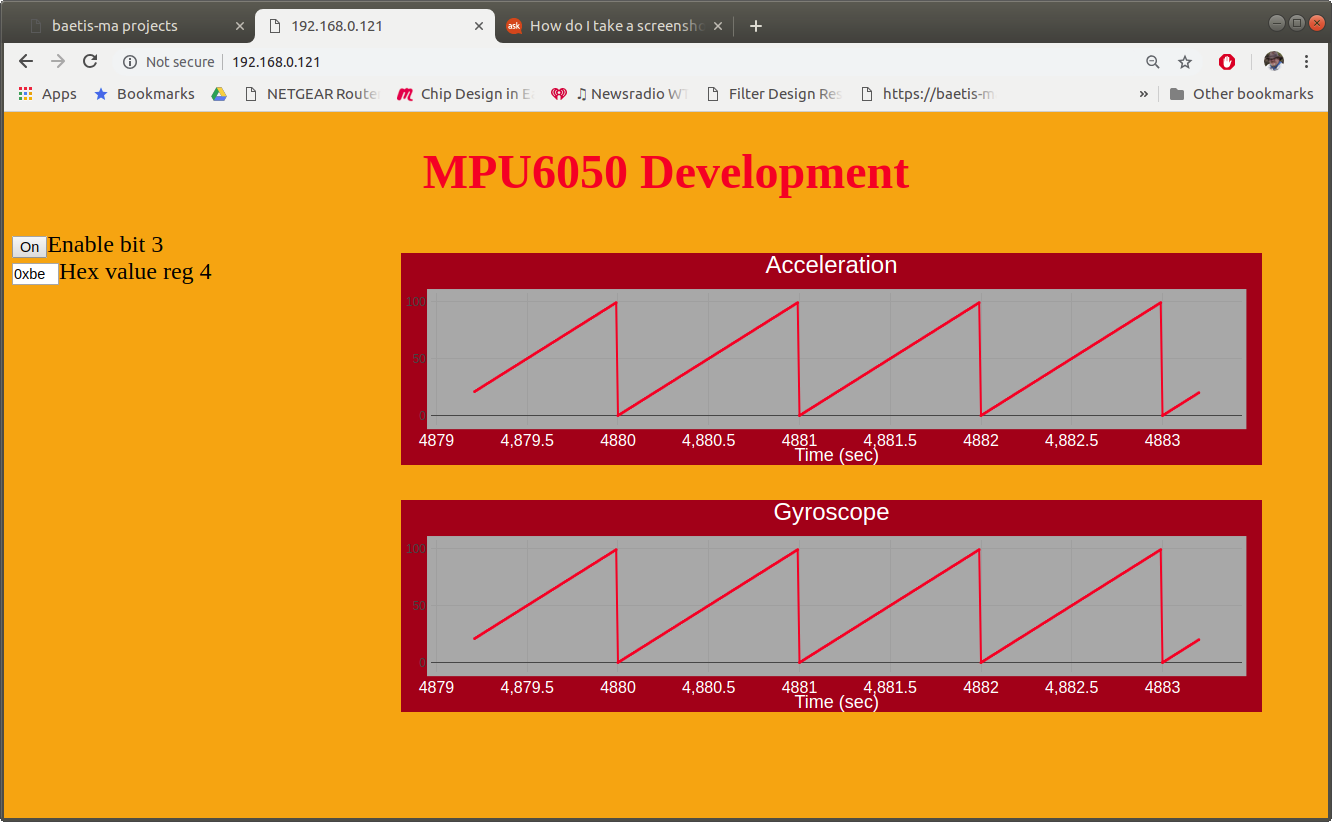 baetis-ma projects
192.168.0.121
ask How do I take a screensho
Not secure 192.168.0.121
Apps Bookmarks NETGEAR Route Chip Design in E ♫ Newsradio WT Filter Design Res https://baetis-m » Other bookmarks
MPU6050 Development
On Enable bit 3
0xbe Hex value reg 4
Acceleration
100
50
0
4879 4,879.5 4880 4,880.5 4881 4,881.5 4882 4,882.5 4883
Time (sec)
Gyroscope
100
50
0
4879 4,879.5 4880 4,880.5 4881 4,881.5 4882 4,882.5 4883
Time (sec)